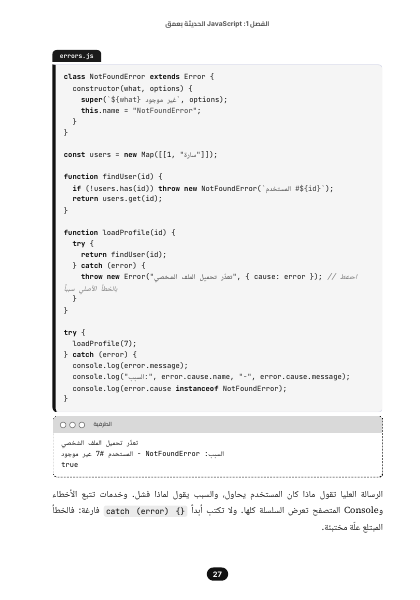 الفصل 1: JavaScript الحديثة بعمق
errors.js
class NotFoundError extends Error {
constructor(what, options) {
super(`${what} غير موجود`, options);
this.name = "NotFoundError";
}
}
const users = new Map([[1, "سارة"]]);
function findUser(id) {
if (!users.has(id)) throw new NotFoundError(`المستخدم #${id}`);
return users.get(id);
}
function loadProfile(id) {
try {
return findUser(id);
} catch (error) {
throw new Error("تعذّر تحميل الملف الشخصي", { cause: error }); // احتفظ
بالخطأ الأصلي سبباً
}
}
try {
loadProfile(7);
} catch (error) {
console.log(error.message);
console.log("السبب:", error.cause.name, "-", error.cause.message);
console.log(error.cause instanceof NotFoundError);
}
الطرفية
تعذّر تحميل الملف الشخصي
السبب: NotFoundError - المستخدم #7 غير موجود
true
الرسالة العليا تقول ماذا كان المستخدم يحاول، والسبب يقول لماذا فشل. وخدمات تتبع الأخطاء
وConsole المتصفح تعرض السلسلة كلها. ولا تكتب أبداً catch (error) {} فارغة: فالخطأ
المبتلع علّة مختبئة.
27